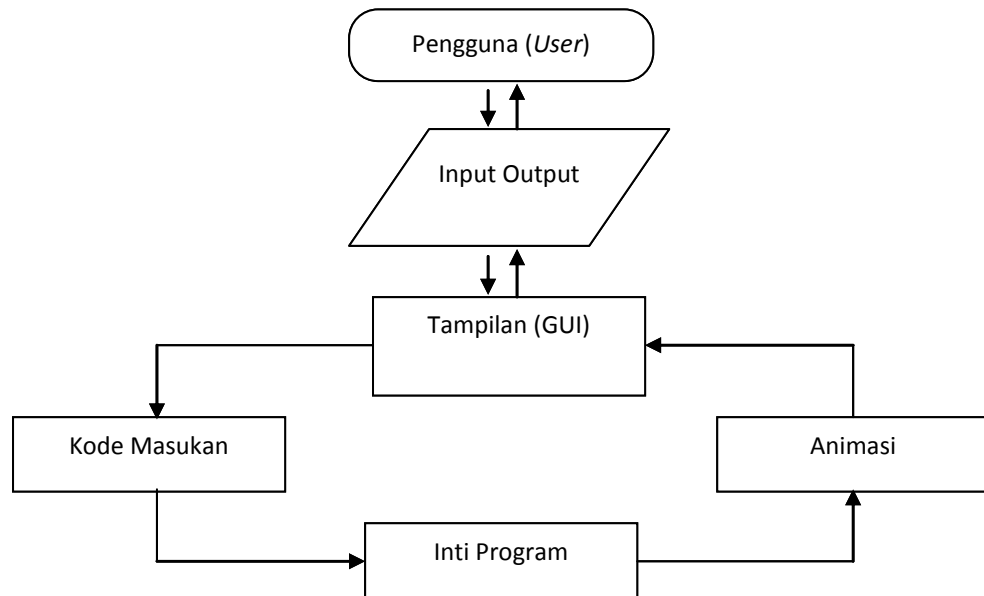 Pengguna (User)
Input Output
Tampilan (GUI)
Kode Masukan
Animasi
Inti Program